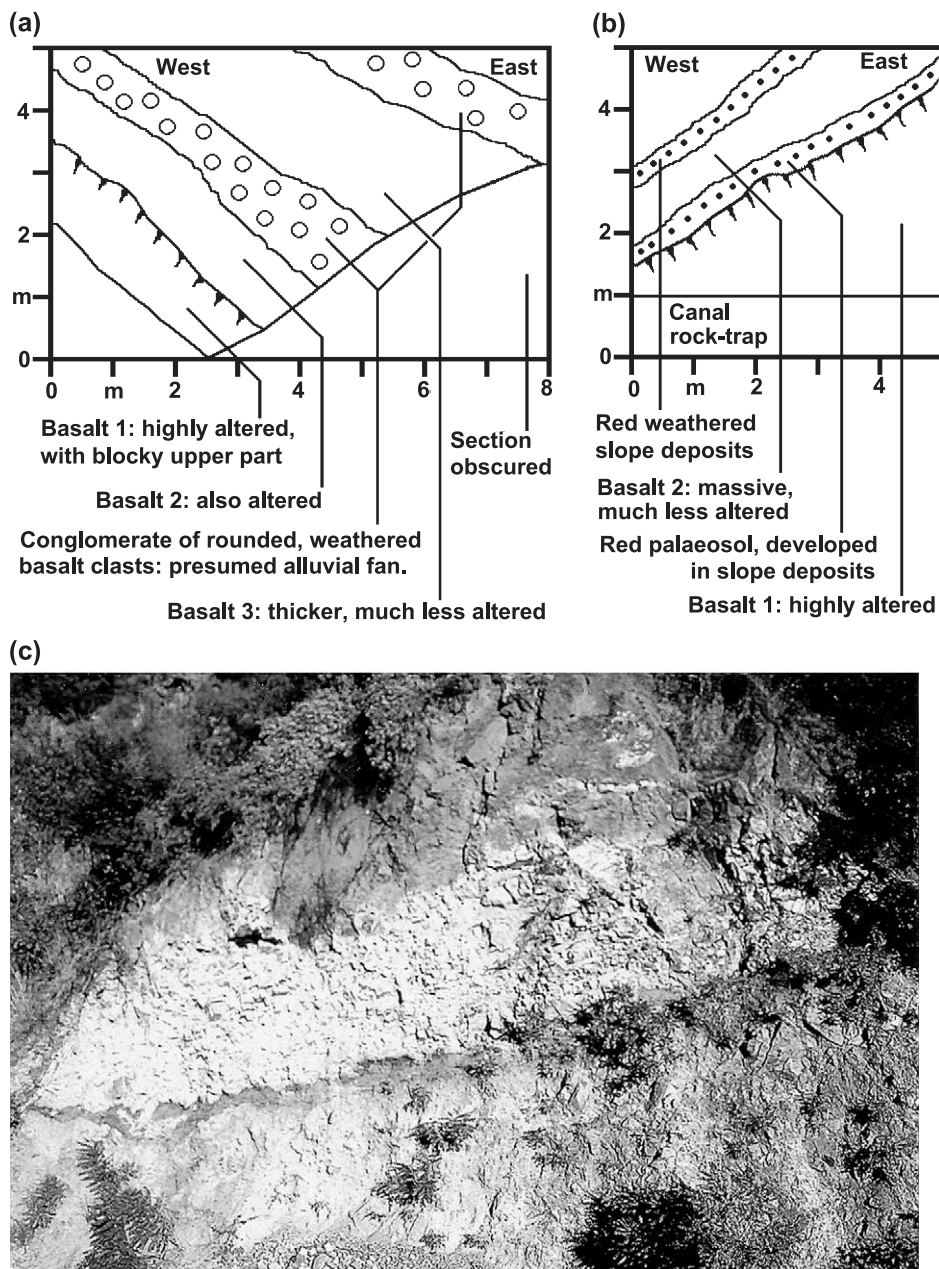 (a)
West
East
4
2
m
0
0
m
2
4
6
8
Basalt 1: highly altered,
with blocky upper part
Basalt 2: also altered
Conglomerate of rounded, weathered
basalt clasts: presumed alluvial fan.
Basalt 3: thicker, much less altered
Section
obscured
(b)
West
East
4
2
m
0
Canal
rock-trap
0
m
2
4
Red weathered
slope deposits
Basalt 2: massive,
much less altered
Red palaeosol, developed
in slope deposits
Basalt 1: highly altered
(c)